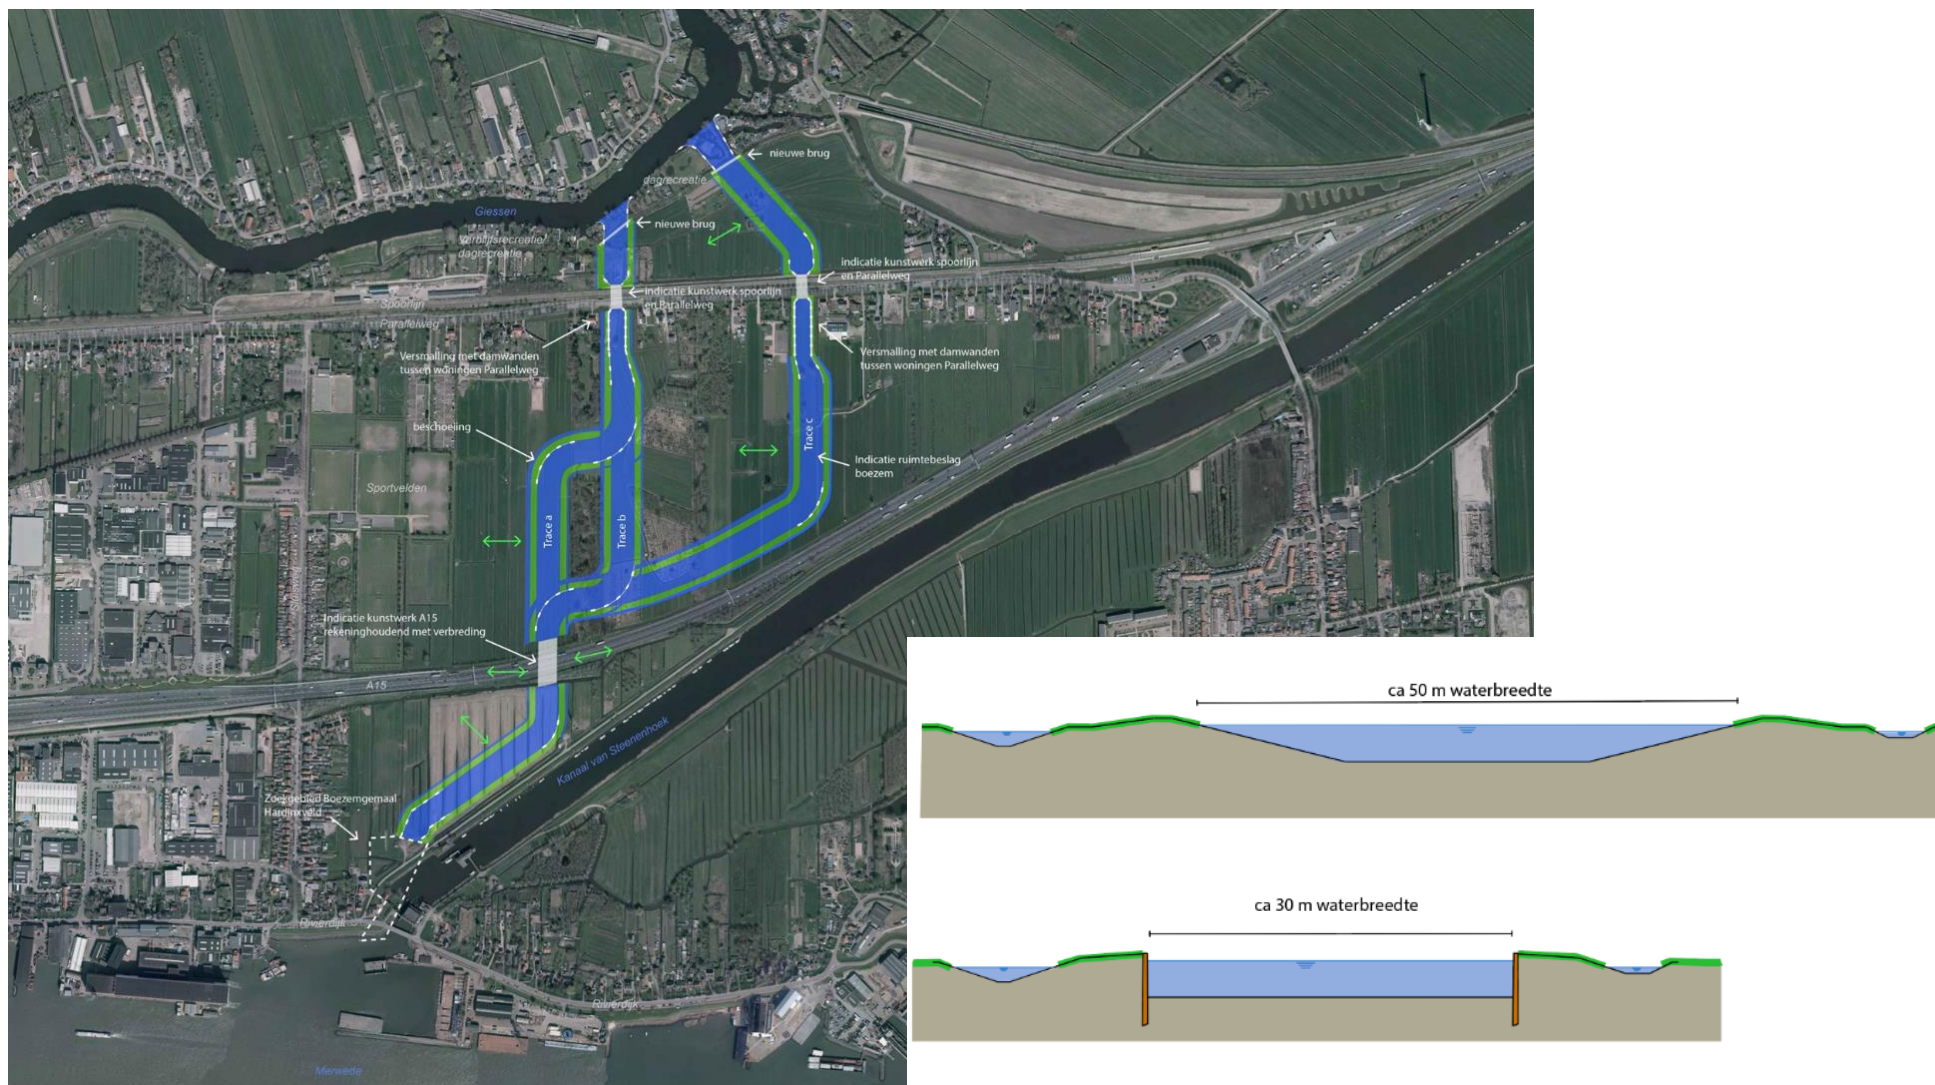 nieuwe brug
dagrecreatie
Giessen
nieuwe brug
Verblijfsrecreatie/
dagrecreatie
indicatie kunstwerk spoorlijn
en Parallelweg
indicatie kunstwerk spoorlijn
en Parallelweg
Spoorlijn
Parallelweg
Versmalling met damwanden
tussen woningen Parallelweg
Versmalling met damwanden
tussen woningen Parallelweg
beschoeiing
Trace c
Indicatie ruimtebeslag
boezem
Sportvelden
Trace a
Trace b
Indicatie kunstwerk A15
rekeninghoudend met verbreding
A15
Kanaal van Steenenhoek
Zoekgebied Boezemgemaal
Hardinxveld
Rivierdijk
Rivierdijk
Merwede
ca 50 m waterbreedte
ca 30 m waterbreedte